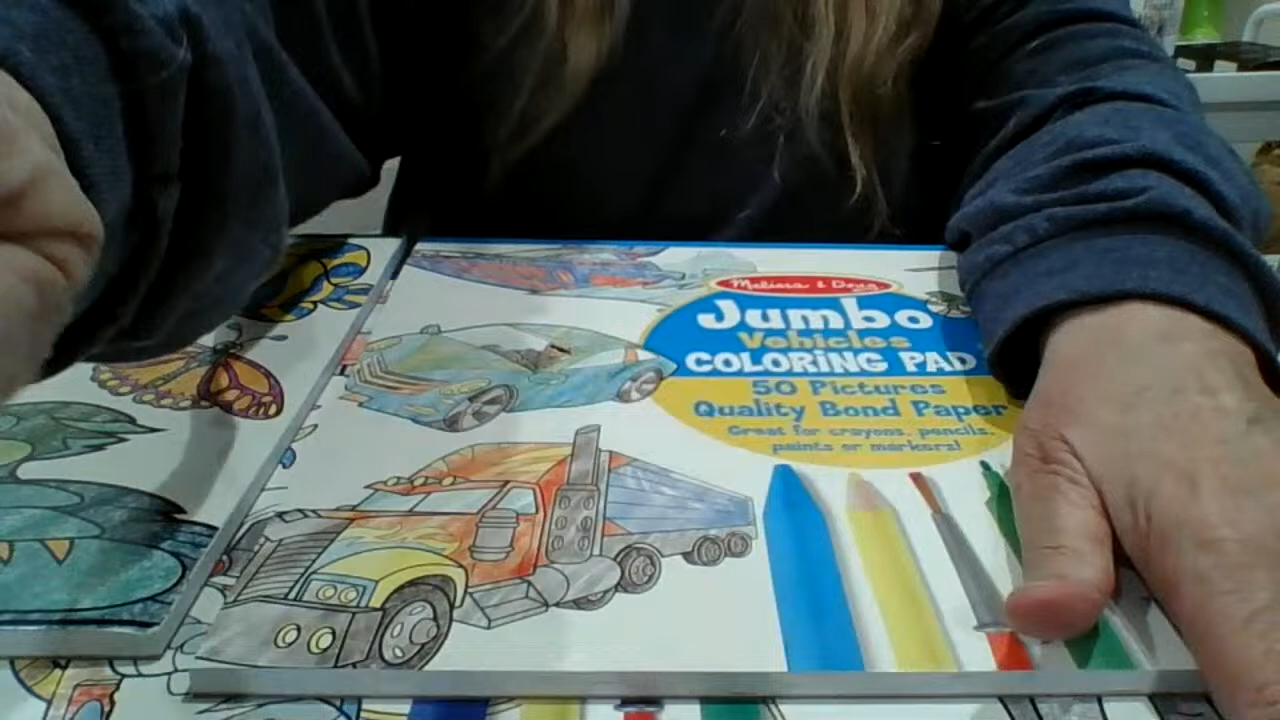 Melissa & Doug
Jumbo
Vehicles
COLORING PAD
50 Pictures
Quality Bond Paper
Great for crayons, pencils,
paints or markers!